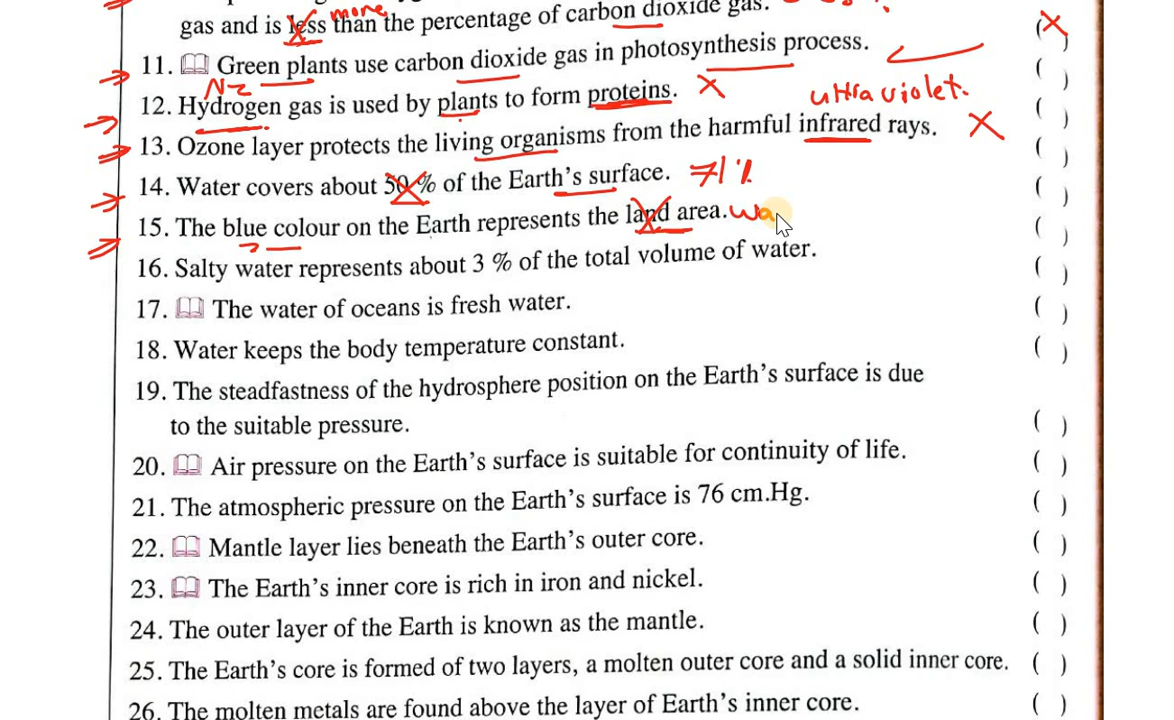 gas and is less than the percentage of carbon dioxide gas.
more
(X)
11. Green plants use carbon dioxide gas in photosynthesis process. ( )
N2
12. Hydrogen gas is used by plants to form proteins. X ( )
ultraviolet.
13. Ozone layer protects the living organisms from the harmful infrared rays. X ( )
14. Water covers about 50 % of the Earth's surface. 71 % ( )
15. The blue colour on the Earth represents the land area. wa ( )
16. Salty water represents about 3 % of the total volume of water. ( )
17. The water of oceans is fresh water. ( )
18. Water keeps the body temperature constant. ( )
19. The steadfastness of the hydrosphere position on the Earth's surface is due
to the suitable pressure. ( )
20. Air pressure on the Earth's surface is suitable for continuity of life. ( )
21. The atmospheric pressure on the Earth's surface is 76 cm.Hg. ( )
22. Mantle layer lies beneath the Earth's outer core. ( )
23. The Earth's inner core is rich in iron and nickel. ( )
24. The outer layer of the Earth is known as the mantle. ( )
25. The Earth's core is formed of two layers, a molten outer core and a solid inner core. ( )
26. The molten metals are found above the layer of Earth's inner core. ( )